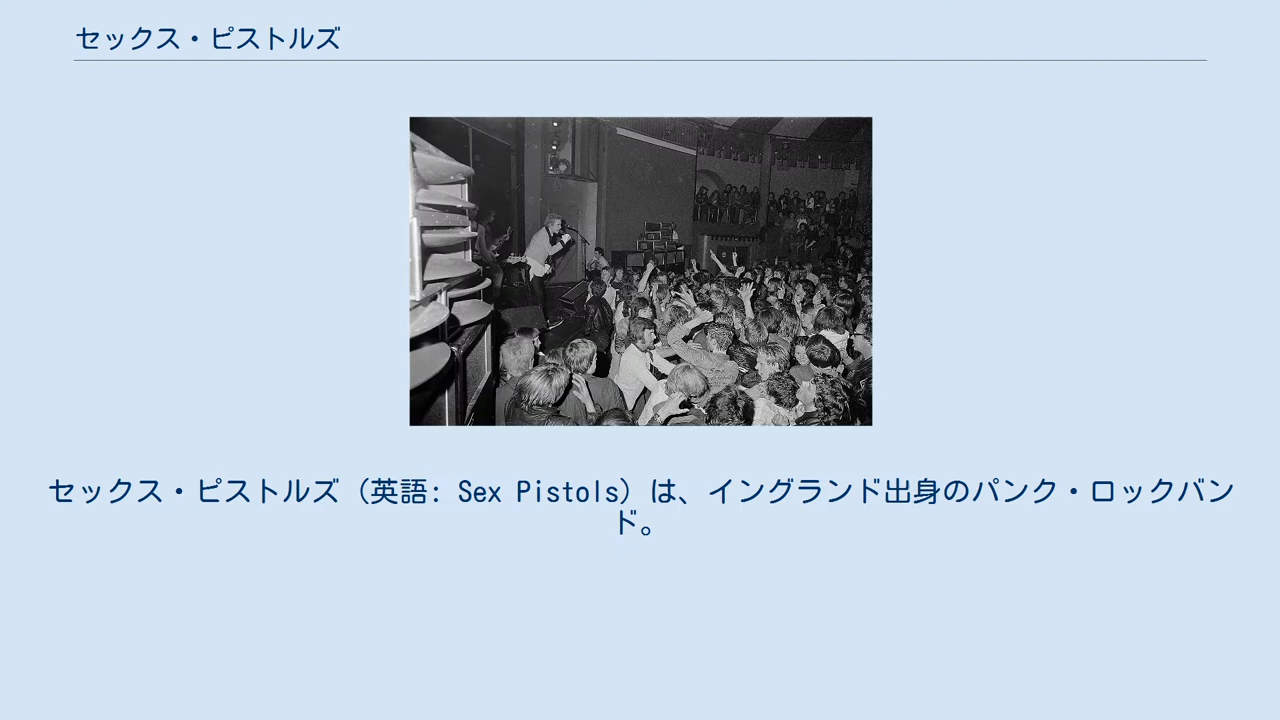 セックス・ピストルズ
セックス・ピストルズ（英語: Sex Pistols）は、イングランド出身のパンク・ロックバン
ド。